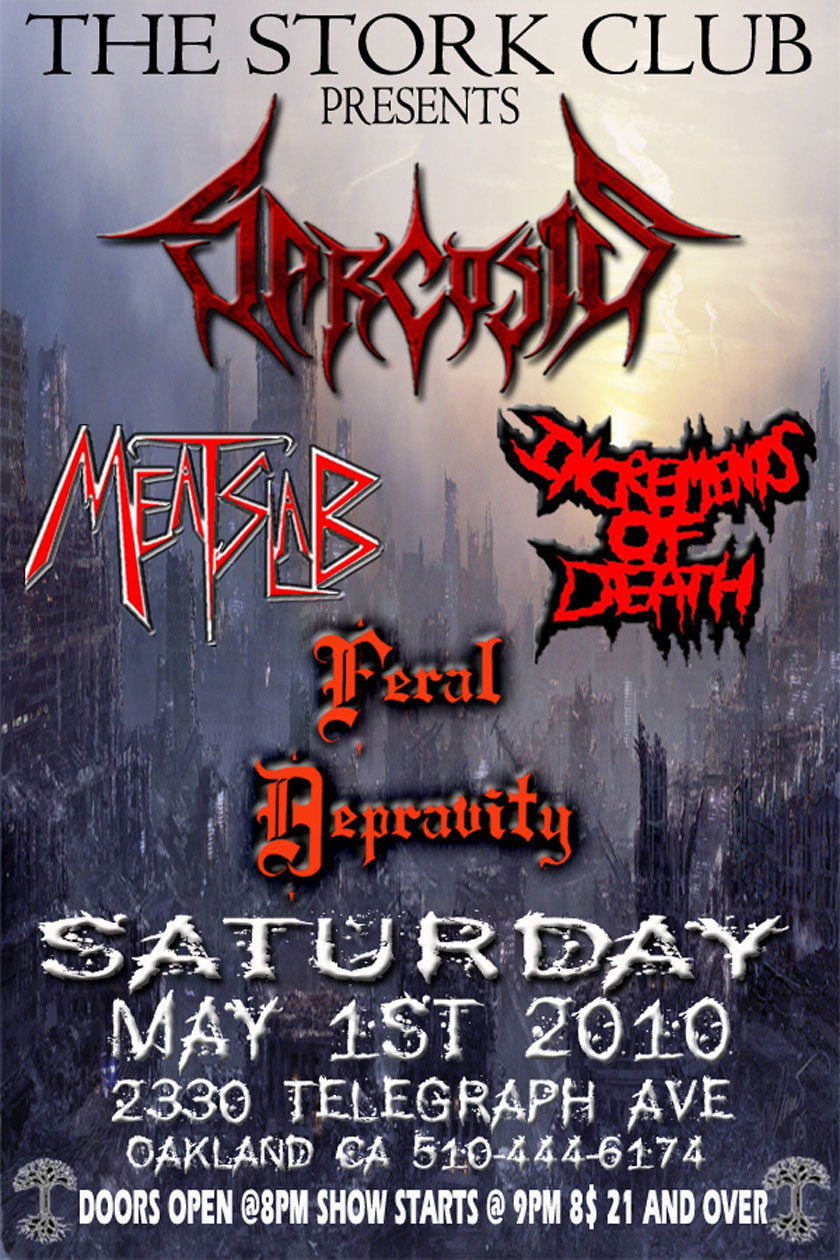 THE STORK CLUB
PRESENTS
SARCOSIS
MEATSLAB
INCREMENTS
OF
DEATH
Feral
Depravity
SATURDAY
MAY 1ST 2010
2330 TELEGRAPH AVE
OAKLAND CA 510-444-6174
DOORS OPEN @8PM SHOW STARTS @ 9PM 8$ 21 AND OVER